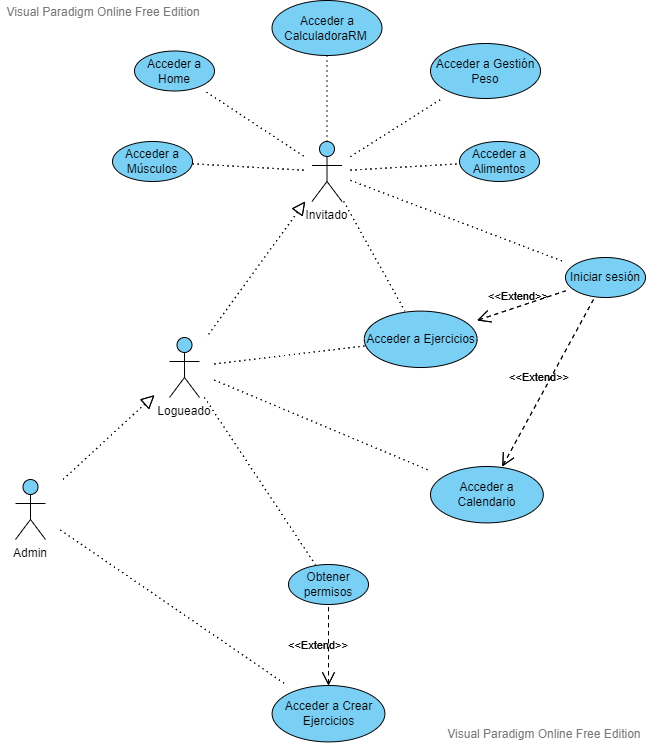 Visual Paradigm Online Free Edition
Acceder a
CalculadoraRM
Acceder a
Home
Acceder a Gestión
Peso
Acceder a
Músculos
Acceder a
Alimentos
Invitado
Iniciar sesión
<<Extend>>
Acceder a Ejercicios
<<Extend>>
Logueado
Acceder a
Calendario
Admin
Obtener
permisos
<<Extend>>
Acceder a Crear
Ejercicios
Visual Paradigm Online Free Edition